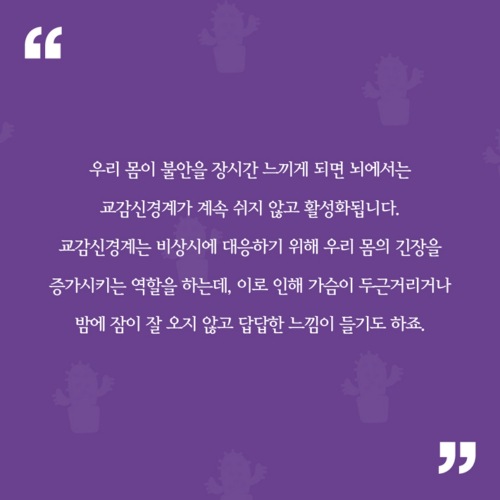 우리 몸이 불안을 장시간 느끼게 되면 뇌에서는
교감신경계가 계속 쉬지 않고 활성화됩니다.
교감신경계는 비상시에 대응하기 위해 우리 몸의 긴장을
증가시키는 역할을 하는데, 이로 인해 가슴이 두근거리거나
밤에 잠이 잘 오지 않고 답답한 느낌이 들기도 하죠.